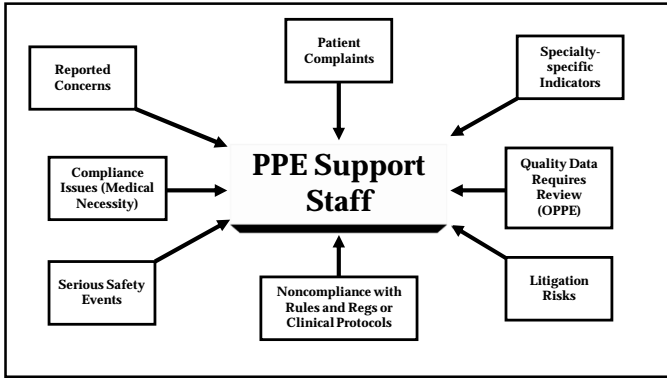 Patient
Complaints
Specialty-
specific
Indicators
Reported
Concerns
PPE Support
Staff
Compliance
Issues (Medical
Necessity)
Quality Data
Requires
Review
(OPPE)
Serious Safety
Events
Noncompliance with
Rules and Regs or
Clinical Protocols
Litigation
Risks